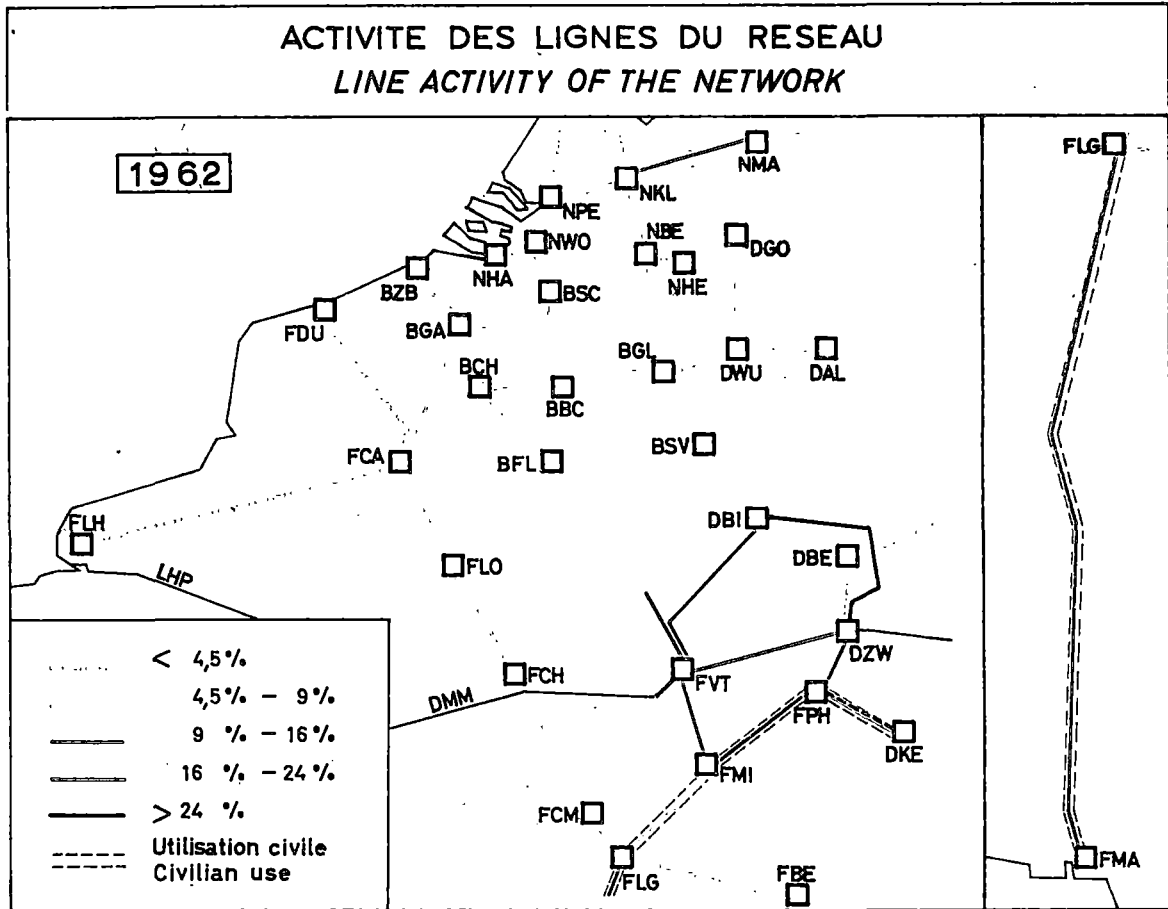 ACTIVITE DES LIGNES DU RESEAU
LINE ACTIVITY OF THE NETWORK
1962
FLG
NMA
NKL
NPE
NWO
NBE
DGO
NHA
NHE
BZB
BSC
FDU
BGA
BGL
DWU
DAL
BCH
BBC
BSV
FCA
BFL
DBI
FLH
DBE
FLO
LHP
DZW
FCH
FVT
DMM
FPH
DKE
FMI
FCM
FLG
FBE
FMA
< 4,5%
4,5% - 9%
9 % - 16%
16 % - 24%
> 24 %
Utilisation civile
Civilian use